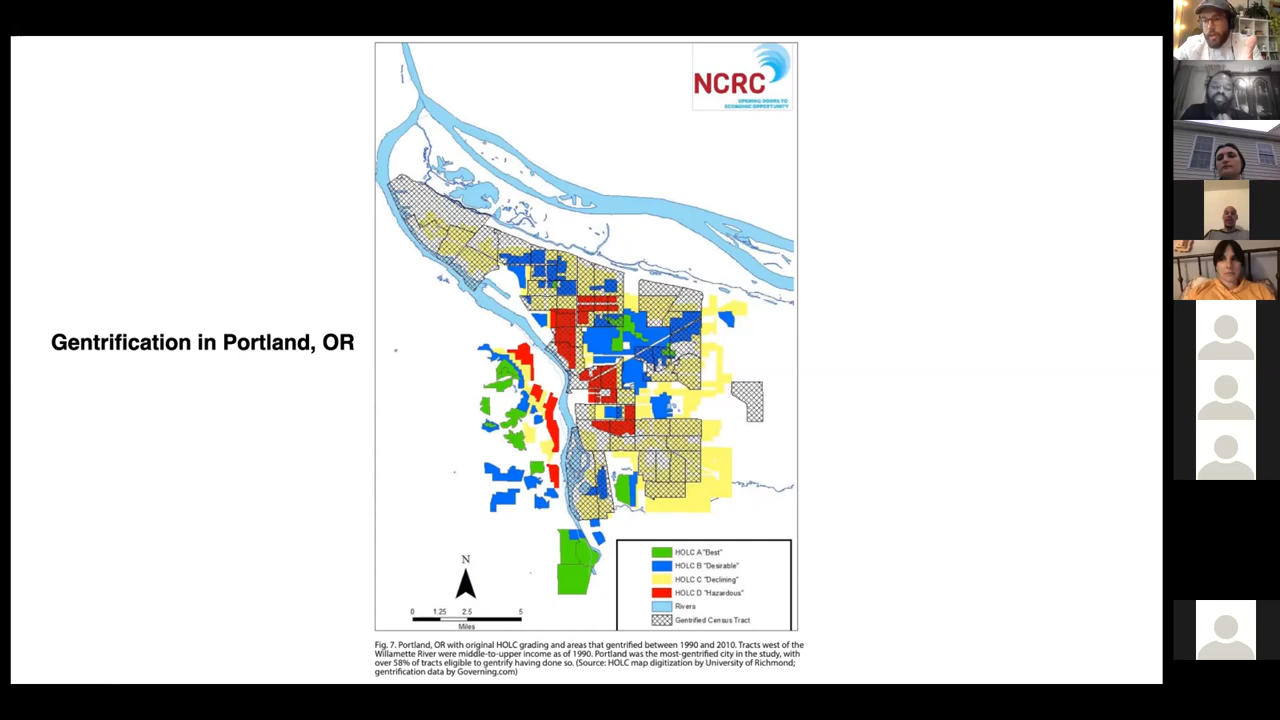 NCRC
OPENING DOORS TO
ECONOMIC OPPORTUNITY
Gentrification in Portland, OR
N
0 1.25 2.5 5
Miles
HOLC A "Best"
HOLC B "Desirable"
HOLC C "Declining"
HOLC D "Hazardous"
Rivers
Gentrified Census Tract
Fig. 7. Portland, OR with original HOLC grading and areas that gentrified between 1990 and 2010. Tracts west of the
Willamette River were middle-to-upper income as of 1990. Portland was the most-gentrified city in the study, with
over 58% of tracts eligible to gentrify having done so. (Source: HOLC map digitization by University of Richmond;
gentrification data by Governing.com)